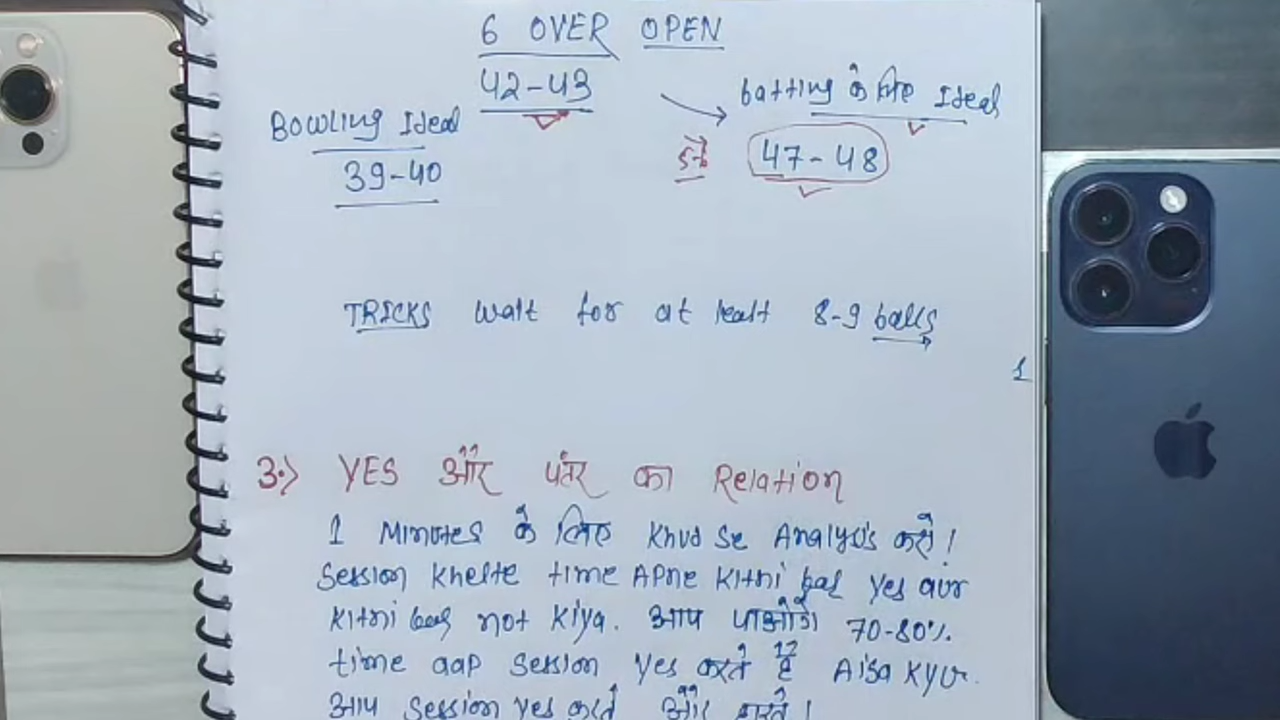 6 OVER OPEN
42-43
Bowling Ideal
39-40
batting के लिए Ideal
5-6
47-48
TRICKS wait for at least 8-9 balls
1
3.> YES और पंटर का Relation
1 Minutes के लिए Khud se Analysis करो!
Session Khelte time APne Kitni bar yes aur
Kitni bar not Kiya. आप पाओगे 70-80%
time aap Session Yes करते है Aisa Kyu.
आप Session yes करते और हारते!